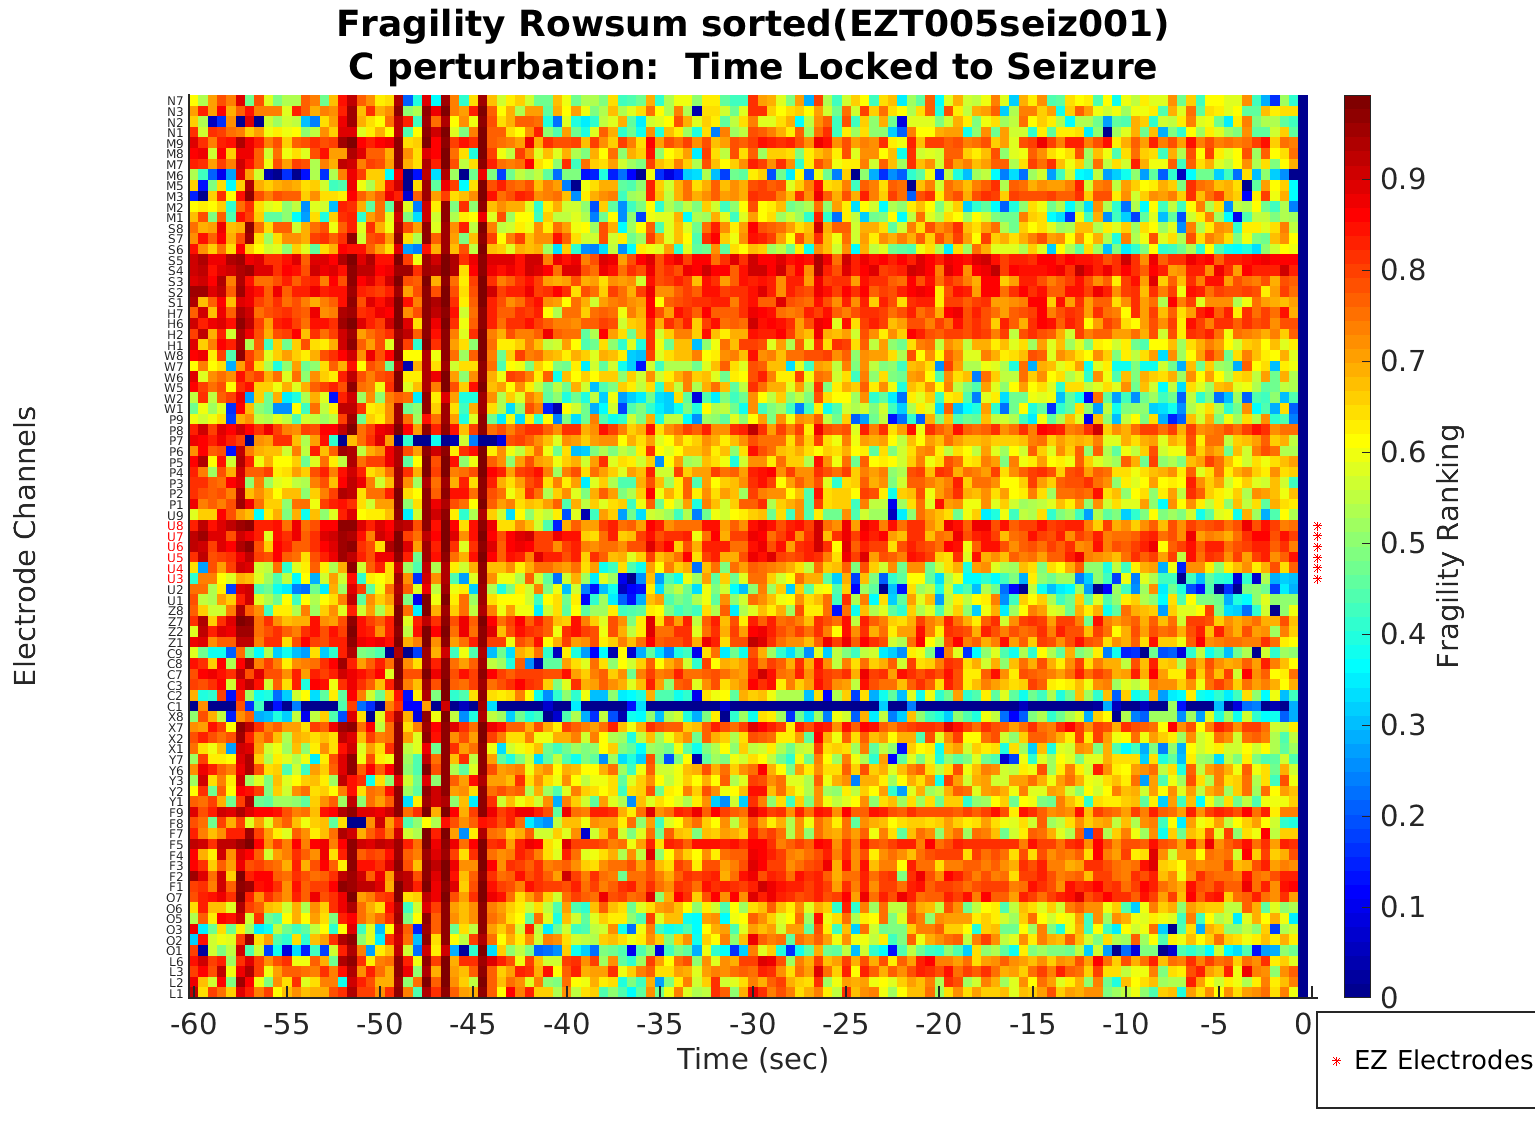 Fragility Rowsum sorted(EZT005seiz001)
C perturbation:  Time Locked to Seizure
Electrode Channels
N7
N3
N2
N1
M9
M8
M7
M6
M5
M3
M2
M1
S8
S7
S6
S5
S4
S3
S2
S1
H7
H6
H2
H1
W8
W7
W6
W5
W2
W1
P9
P8
P7
P6
P5
P4
P3
P2
P1
U9
U8
U7
U6
U5
U4
U3
U2
U1
Z8
Z7
Z2
Z1
C9
C8
C7
C3
C2
C1
X8
X7
X2
X1
Y7
Y6
Y3
Y2
Y1
F9
F8
F7
F5
F4
F3
F2
F1
O7
O6
O5
O3
O2
O1
L6
L3
L2
L1
-60 -55 -50 -45 -40 -35 -30 -25 -20 -15 -10 -5 0
Time (sec)
0.9
0.8
0.7
0.6
0.5
0.4
0.3
0.2
0.1
0
Fragility Ranking
EZ Electrodes